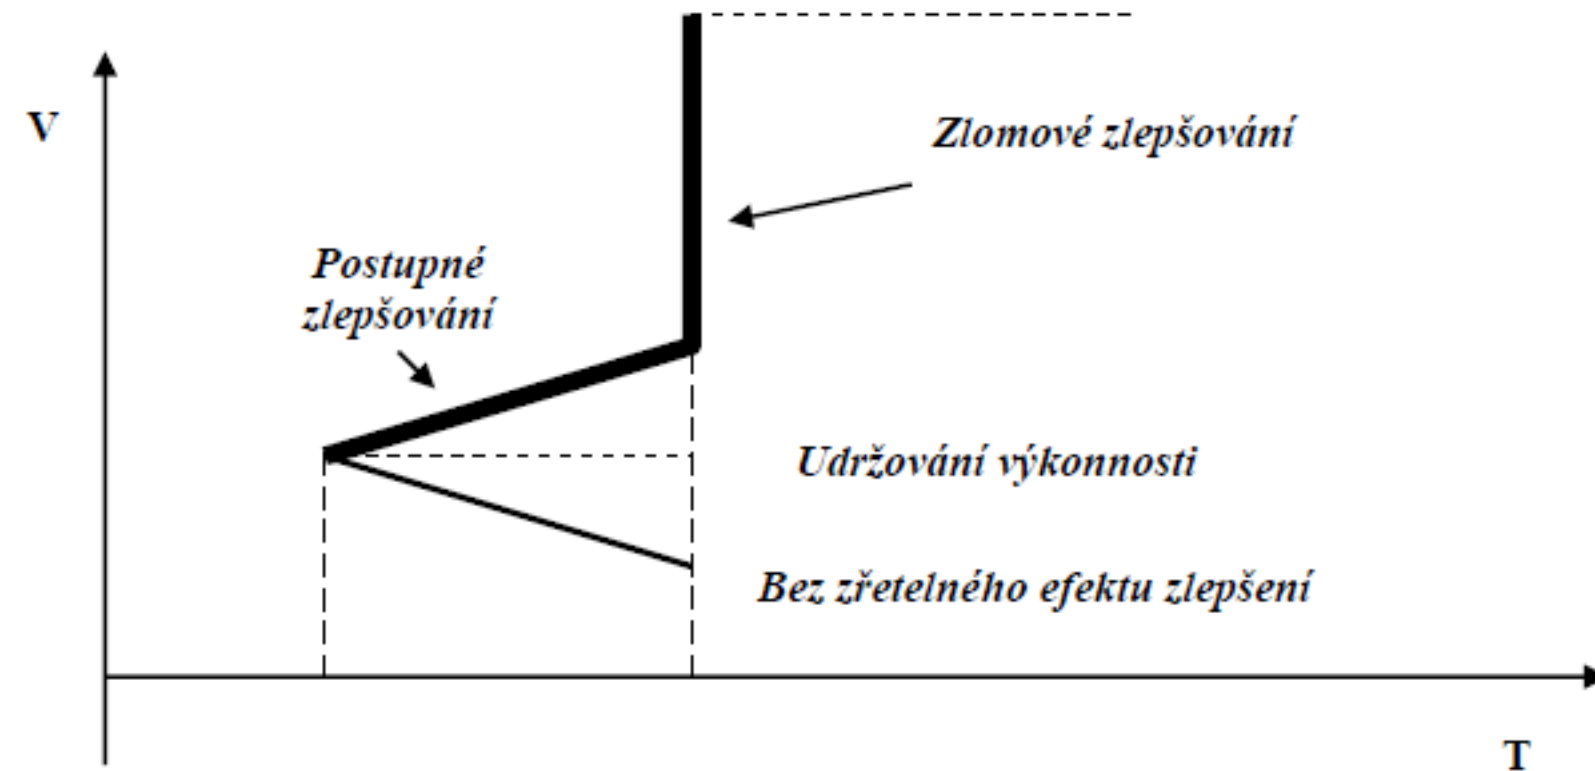 V
Zlomové zlepšování
Postupné
zlepšování
Udržování výkonnosti
Bez zřetelného efektu zlepšení
T